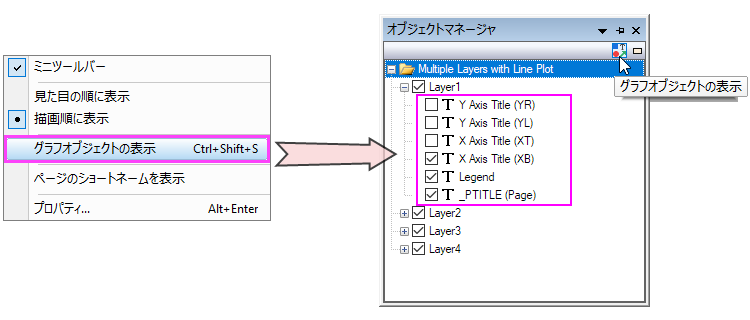 ミニツールバー
見た目の順に表示
描画順に表示
グラフオブジェクトの表示 Ctrl+Shift+S
ページのショートネームを表示
プロパティ... Alt+Enter
オブジェクトマネージャ
Multiple Layers with Line Plot
グラフオブジェクトの表示
Layer1
T Y Axis Title (YR)
T Y Axis Title (YL)
T X Axis Title (XT)
T X Axis Title (XB)
T Legend
T _PTITLE (Page)
Layer2
Layer3
Layer4